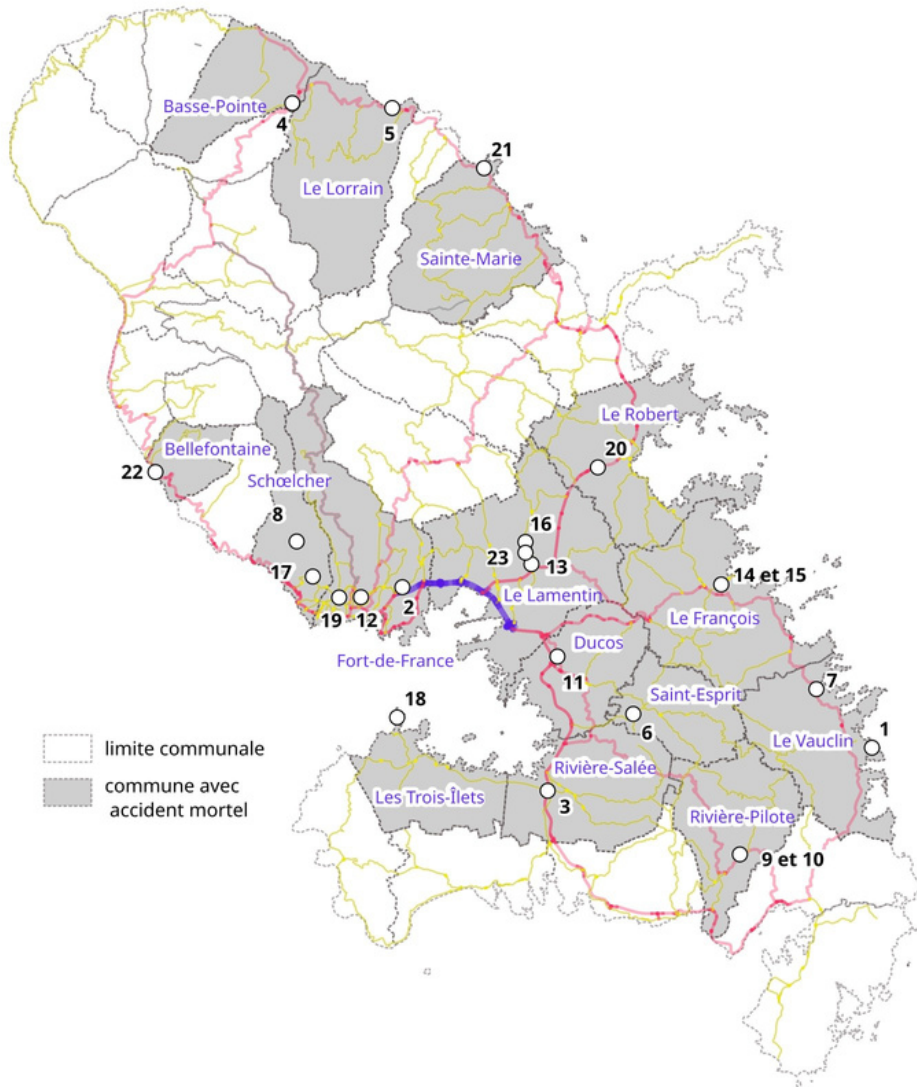 Basse-Pointe
4
5
21
Le Lorrain
Sainte-Marie
Le Robert
20
Bellefontaine
22
Schœlcher
8
16
23
13
17
14 et 15
2
Le Lamentin
19
12
Le François
Ducos
Fort-de-France
11
7
18
Saint-Esprit
6
1
Le Vauclin
limite communale
Rivière-Salée
commune avec
accident mortel
Les Trois-Îlets
3
Rivière-Pilote
9 et 10